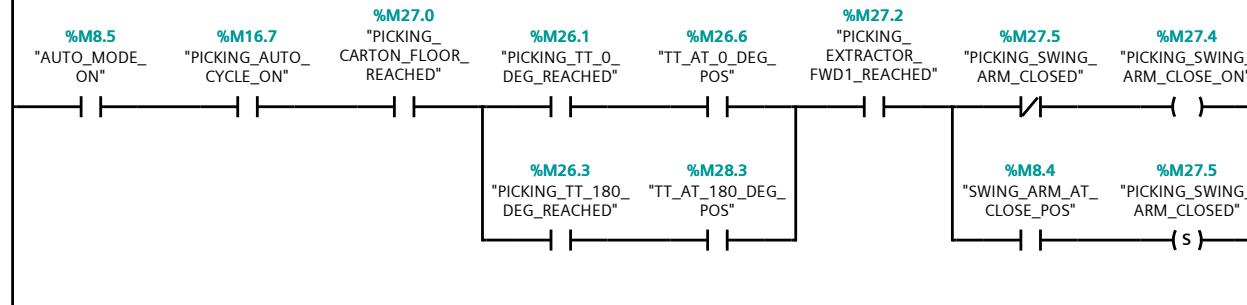 %M8.5
"AUTO_MODE_
ON"
%M16.7
"PICKING_AUTO_
CYCLE_ON"
%M27.0
"PICKING_
CARTON_FLOOR_
REACHED"
%M26.1
"PICKING_TT_0_
DEG_REACHED"
%M26.6
"TT_AT_0_DEG_
POS"
%M27.2
"PICKING_
EXTRACTOR_
FWD1_REACHED"
%M27.5
"PICKING_SWING_
ARM_CLOSED"
%M27.4
"PICKING_SWING_
ARM_CLOSE_ON"
%M26.3
"PICKING_TT_180_
DEG_REACHED"
%M28.3
"TT_AT_180_DEG_
POS"
%M8.4
"SWING_ARM_AT_
CLOSE_POS"
%M27.5
"PICKING_SWING_
ARM_CLOSED"
S